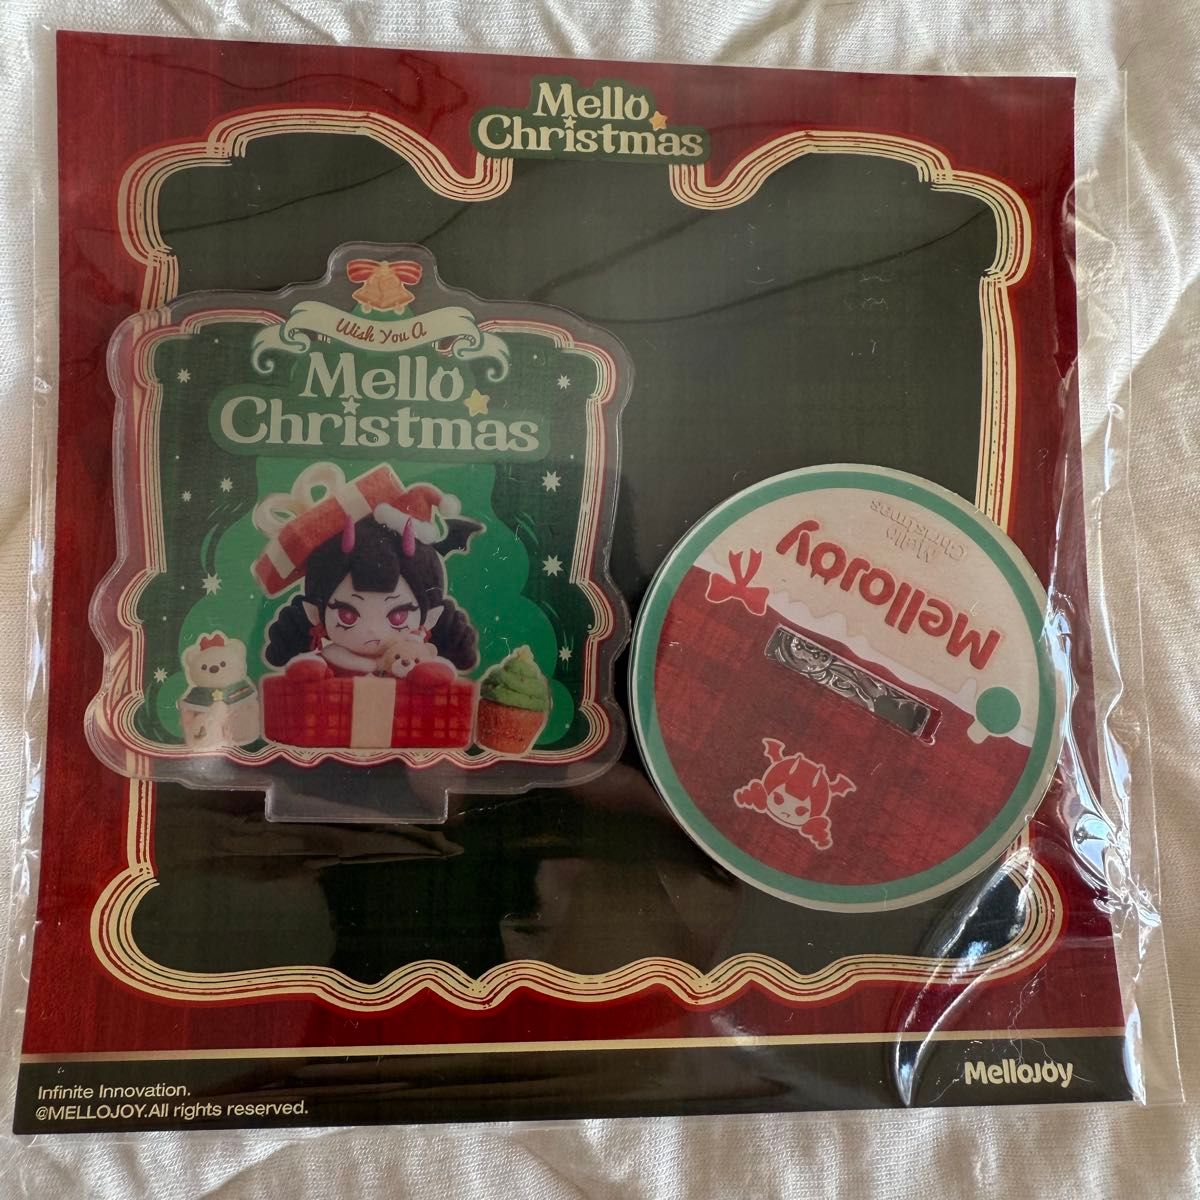 Mello
Christmas
Wish You A
Mello
Christmas
Mellojoy
Mello
Christmas
Infinite Innovation.
@MELLOJOY.All rights reserved.
Mellojoy